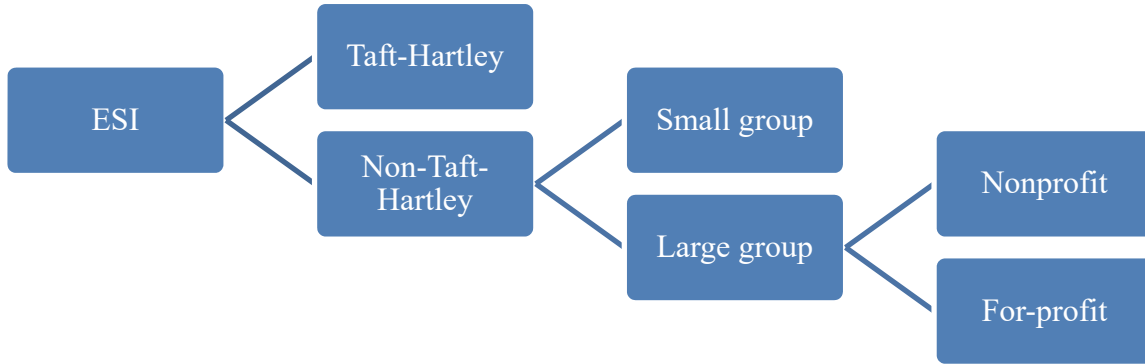 ESI
Taft-Hartley
Non-Taft-
Hartley
Small group
Large group
Nonprofit
For-profit